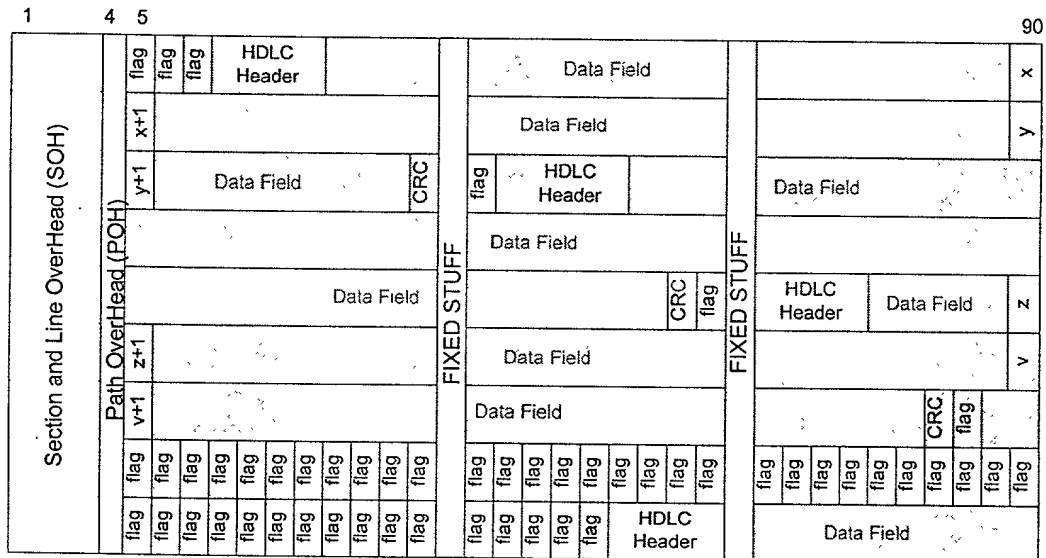 1 4 5 90
Section and Line OverHead (SOH)
Path OverHead (POH)
FIXED STUFF
FIXED STUFF
flag flag flag HDLC Header Data Field x
x+1 Data Field y
y+1 Data Field CRC flag HDLC Header Data Field
Data Field
Data Field CRC flag HDLC Header Data Field z
z+1 Data Field v
v+1 Data Field CRC flag
flag flag flag flag flag flag flag flag flag flag flag flag flag flag flag flag flag flag flag flag flag flag flag flag flag flag flag flag flag flag
flag flag flag flag flag flag flag flag flag flag flag flag flag flag flag flag HDLC Header Data Field